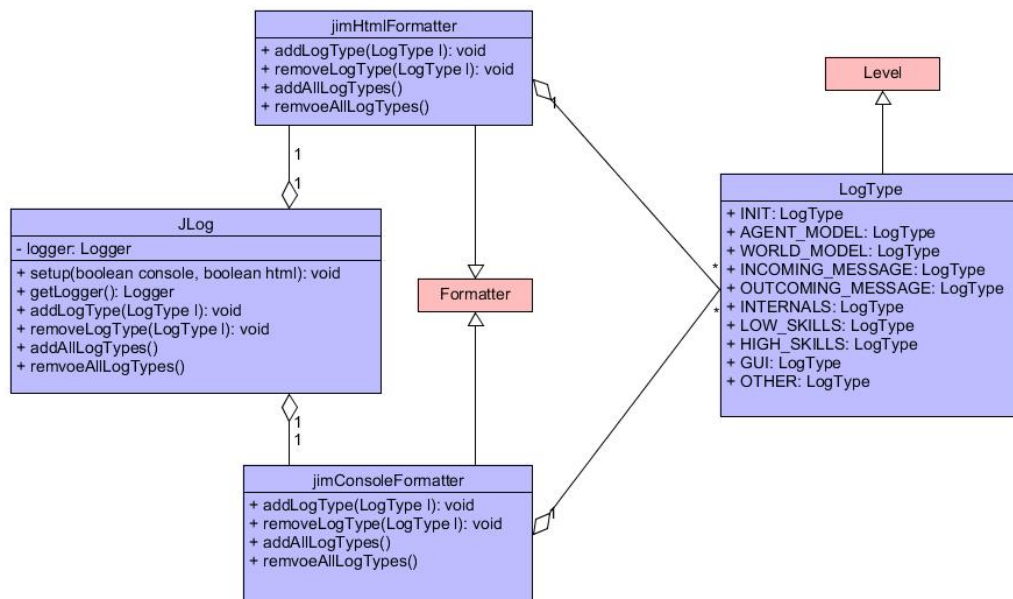 jimHtmlFormatter
+ addLogType(LogType l): void
+ removeLogType(LogType l): void
+ addAllLogTypes()
+ remvoeAllLogTypes()
1
1
1
Level
LogType
+ INIT: LogType
+ AGENT_MODEL: LogType
+ WORLD_MODEL: LogType
+ INCOMING_MESSAGE: LogType
+ OUTCOMING_MESSAGE: LogType
+ INTERNALS: LogType
+ LOW_SKILLS: LogType
+ HIGH_SKILLS: LogType
+ GUI: LogType
+ OTHER: LogType
*
*
JLog
- logger: Logger
+ setup(boolean console, boolean html): void
+ getLogger(): Logger
+ addLogType(LogType l): void
+ removeLogType(LogType l): void
+ addAllLogTypes()
+ remvoeAllLogTypes()
Formatter
1
1
jimConsoleFormatter
+ addLogType(LogType l): void
+ removeLogType(LogType l): void
+ addAllLogTypes()
+ remvoeAllLogTypes()
1